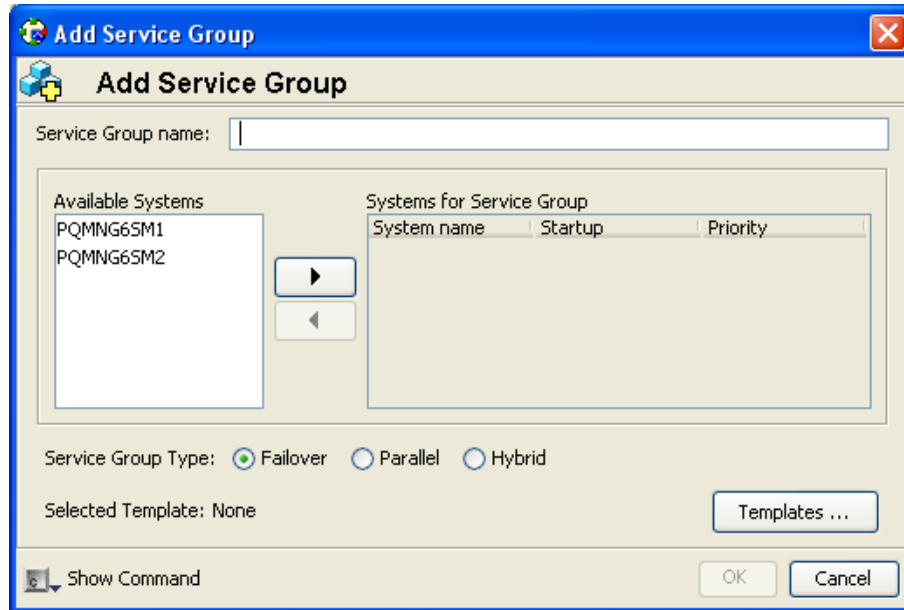 Add Service Group
Add Service Group
Service Group name:
Available Systems
Systems for Service Group
PQMNG6SM1
PQMNG6SM2
System name Startup Priority
Service Group Type: Failover Parallel Hybrid
Selected Template: None
Templates ...
c Show Command
OK Cancel